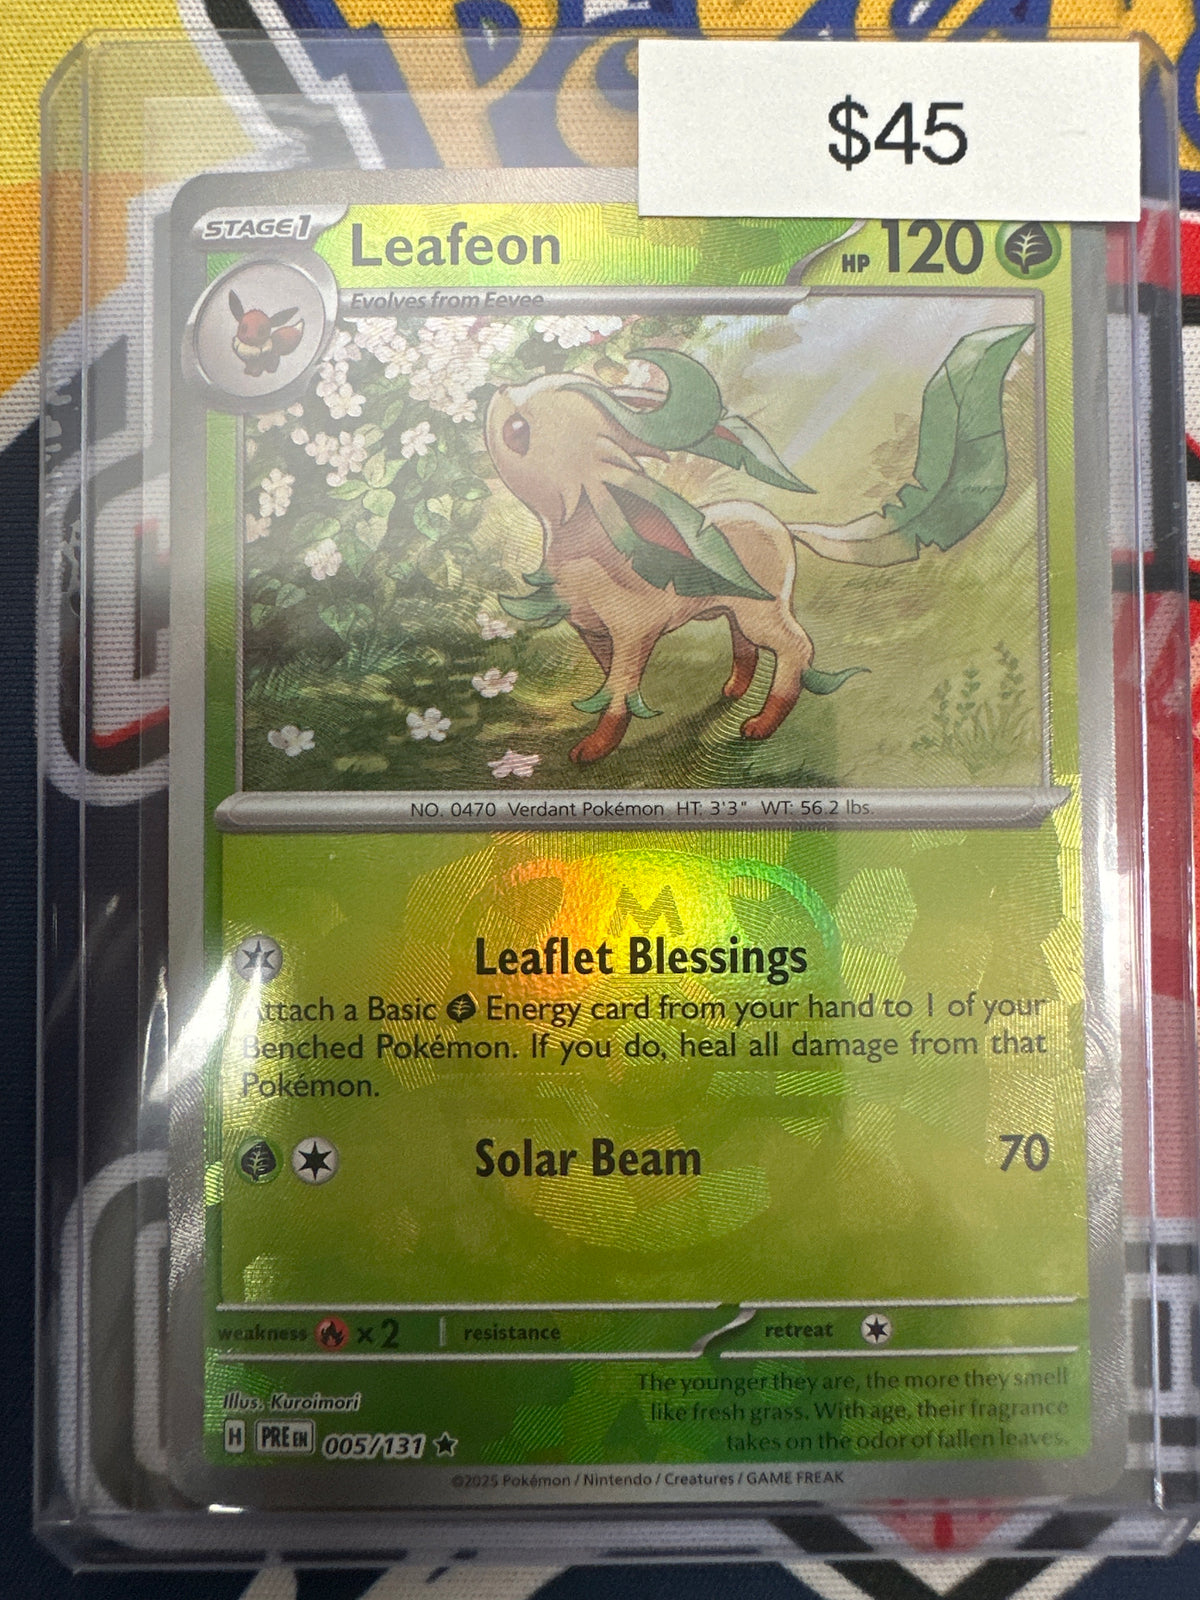 $45
STAGE 1
Leafeon
HP 120
Evolves from Eevee
NO. 0470 Verdant Pokémon HT: 3'3" WT: 56.2 lbs.
Leaflet Blessings
Attach a Basic Energy card from your hand to 1 of your
Benched Pokémon. If you do, heal all damage from that
Pokémon.
Solar Beam 70
weakness ×2 resistance retreat
The younger they are, the more they smell
like fresh grass. With age, their fragrance
takes on the odor of fallen leaves.
Illus. Kuroimori
H PRE EN 005/131
©2025 Pokémon / Nintendo / Creatures / GAME FREAK